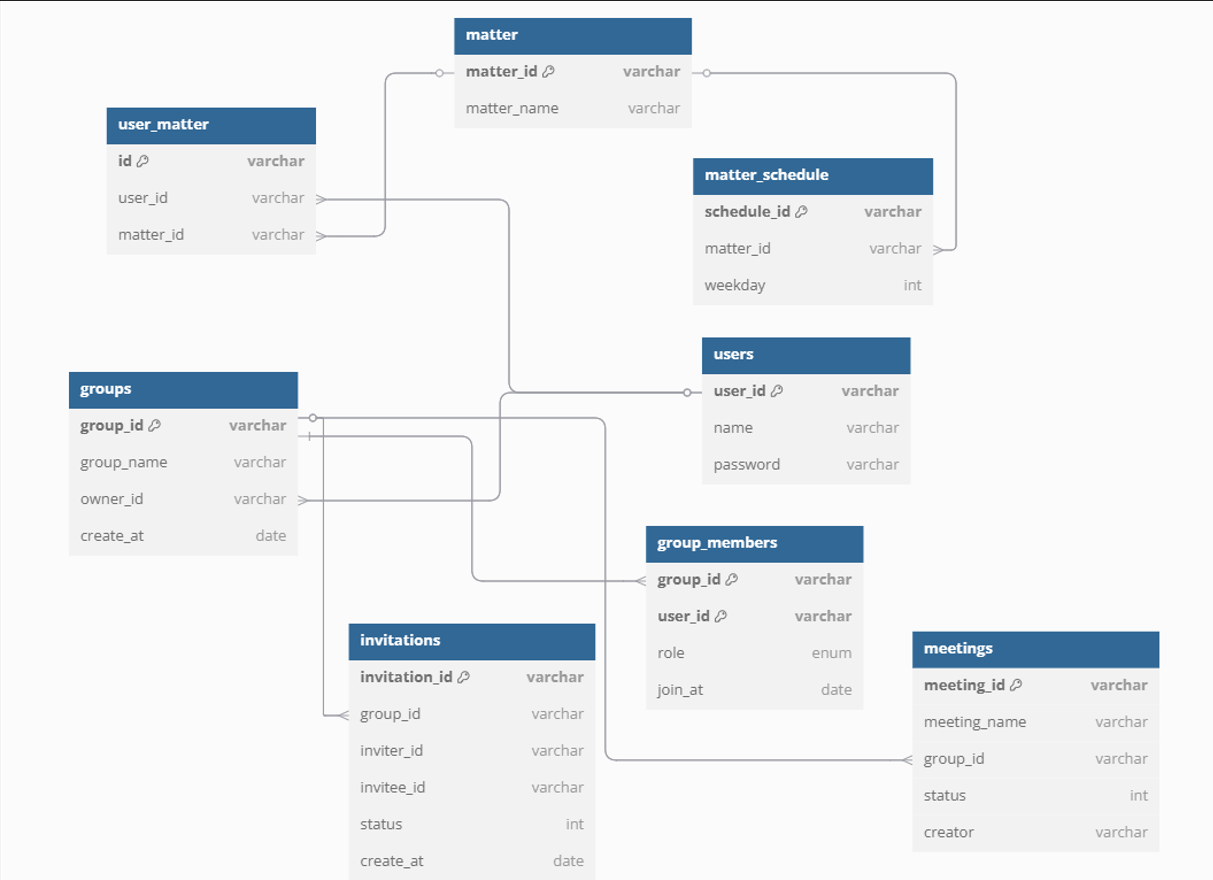 matter
matter_id varchar
matter_name varchar
user_matter
id varchar
user_id varchar
matter_id varchar
matter_schedule
schedule_id varchar
matter_id varchar
weekday int
users
user_id varchar
name varchar
password varchar
groups
group_id varchar
group_name varchar
owner_id varchar
create_at date
group_members
group_id varchar
user_id varchar
role enum
join_at date
invitations
invitation_id varchar
group_id varchar
inviter_id varchar
invitee_id varchar
status int
create_at date
meetings
meeting_id varchar
meeting_name varchar
group_id varchar
status int
creator varchar